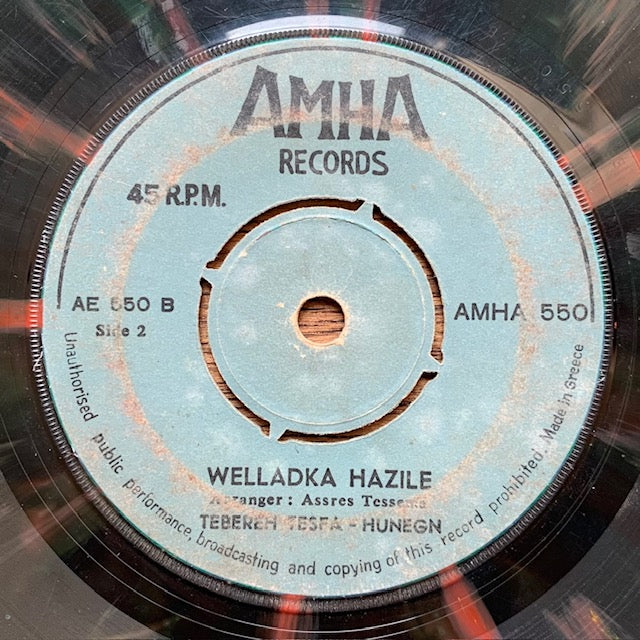 AMHA
RECORDS
45 R.P.M.
AE 550 B
Side 2
AMHA 550
WELLADKA HAZILE
Arranger : Assres Tessema
TEBEREH TESFA - HUNEGN
Unauthorised public performance, broadcasting and copying of this record prohibited. Made in Greece